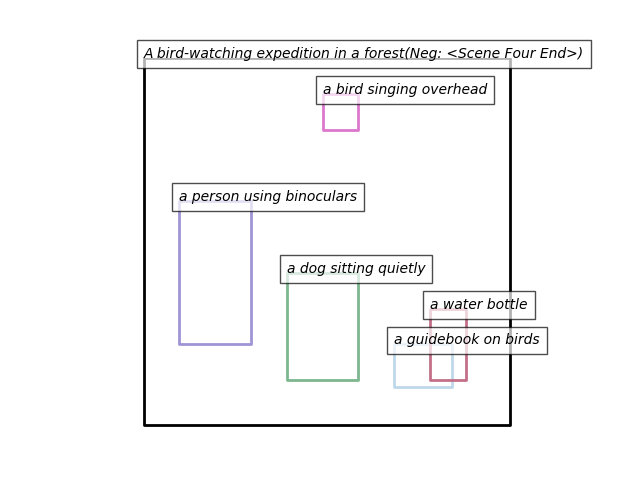 A bird-watching expedition in a forest(Neg: <Scene Four End>)
a bird singing overhead
a person using binoculars
a dog sitting quietly
a water bottle
a guidebook on birds